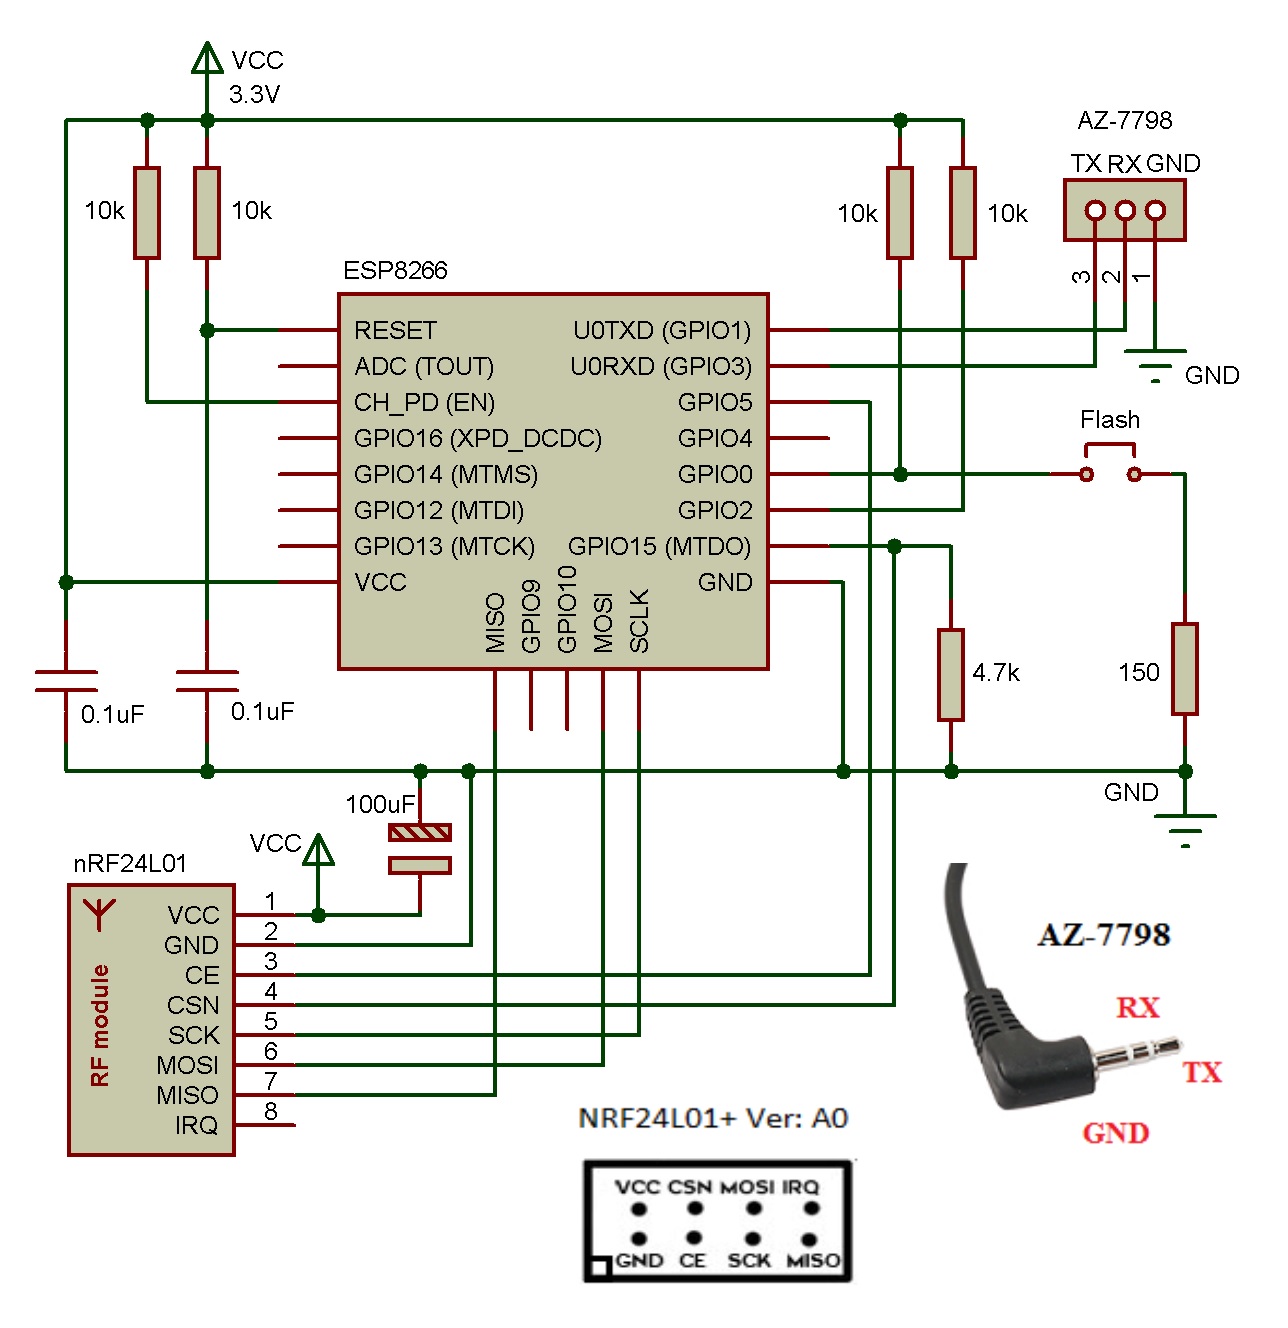 VCC
3.3V
AZ-7798
TX RX GND
10k
10k
10k
10k
3
2
1
ESP8266
RESET
ADC (TOUT)
CH_PD (EN)
GPIO16 (XPD_DCDC)
GPIO14 (MTMS)
GPIO12 (MTDI)
GPIO13 (MTCK)
VCC
U0TXD (GPIO1)
U0RXD (GPIO3)
GPIO5
GPIO4
GPIO0
GPIO2
GPIO15 (MTDO)
GND
MISO
GPIO9
GPIO10
MOSI
SCLK
GND
Flash
0.1uF
0.1uF
4.7k
150
GND
100uF
VCC
nRF24L01
RF module
VCC 1
GND 2
CE 3
CSN 4
SCK 5
MOSI 6
MISO 7
IRQ 8
AZ-7798
RX
TX
GND
NRF24L01+ Ver: A0
VCC CSN MOSI IRQ
GND CE SCK MISO